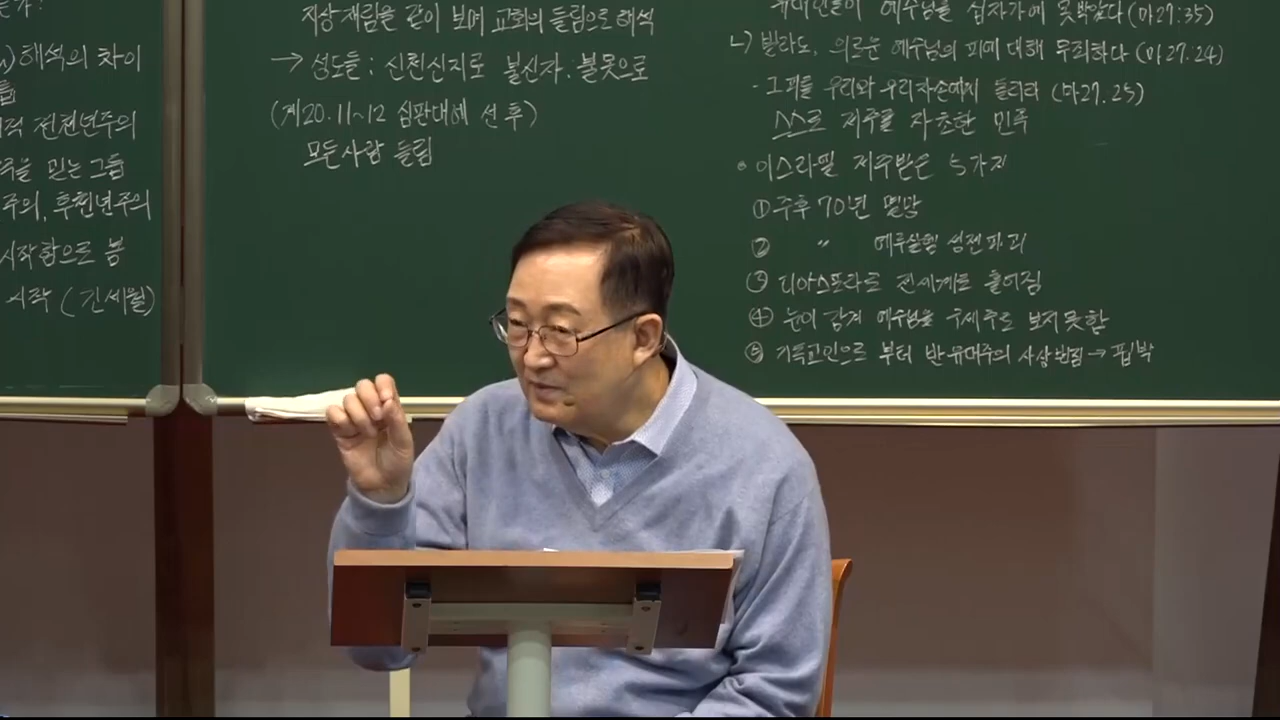 해석의 차이
전천년주의
믿는 그룹
주의, 후천년주의
시작함으로 봄
시작 (긴세월)
지상재림을 같이 보며 교회의 들림으로 해석
→ 성도들: 신천신지로 불신자: 불못으로
(계20.11~12 심판대에 선 후)
모든사람 들림
유대인들이 예수님을 십자가에 못박았다 (마27:35)
ㄴ) 빌라도, 의로운 예수님의 피에 대해 무죄하다 (마27.24)
- 그 피를 우리와 우리자손에게 돌리라 (마27.25)
스스로 저주를 자초한 민족
이스라엘 저주받은 5가지
① 주후 70년 멸망
② 〃 예루살렘 성전파괴
③ 디아스포라로 전세계로 흩어짐
④ 눈이 감겨 예수님을 구세주로 보지못함
⑤ 기독교인으로 부터 반유대주의 사상번짐 → 핍박